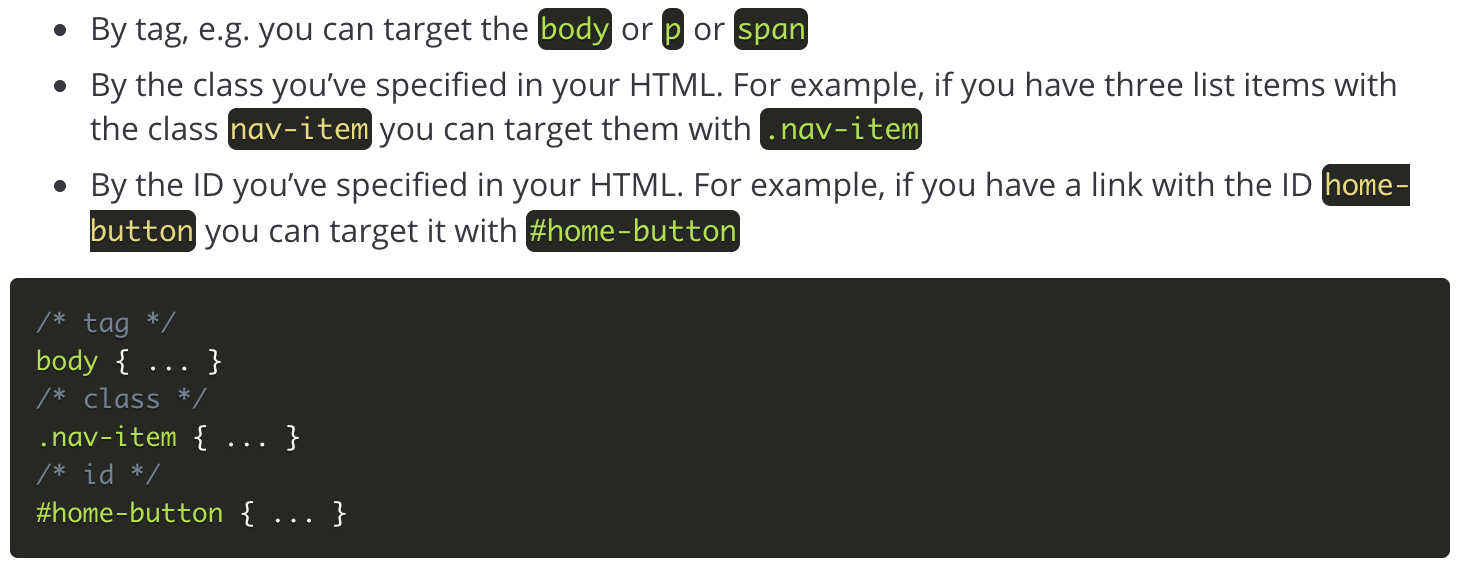 • By tag, e.g. you can target the body or p or span
• By the class you’ve specified in your HTML. For example, if you have three list items with
the class nav-item you can target them with .nav-item
• By the ID you’ve specified in your HTML. For example, if you have a link with the ID home-
button you can target it with #home-button
/* tag */
body { ... }
/* class */
.nav-item { ... }
/* id */
#home-button { ... }